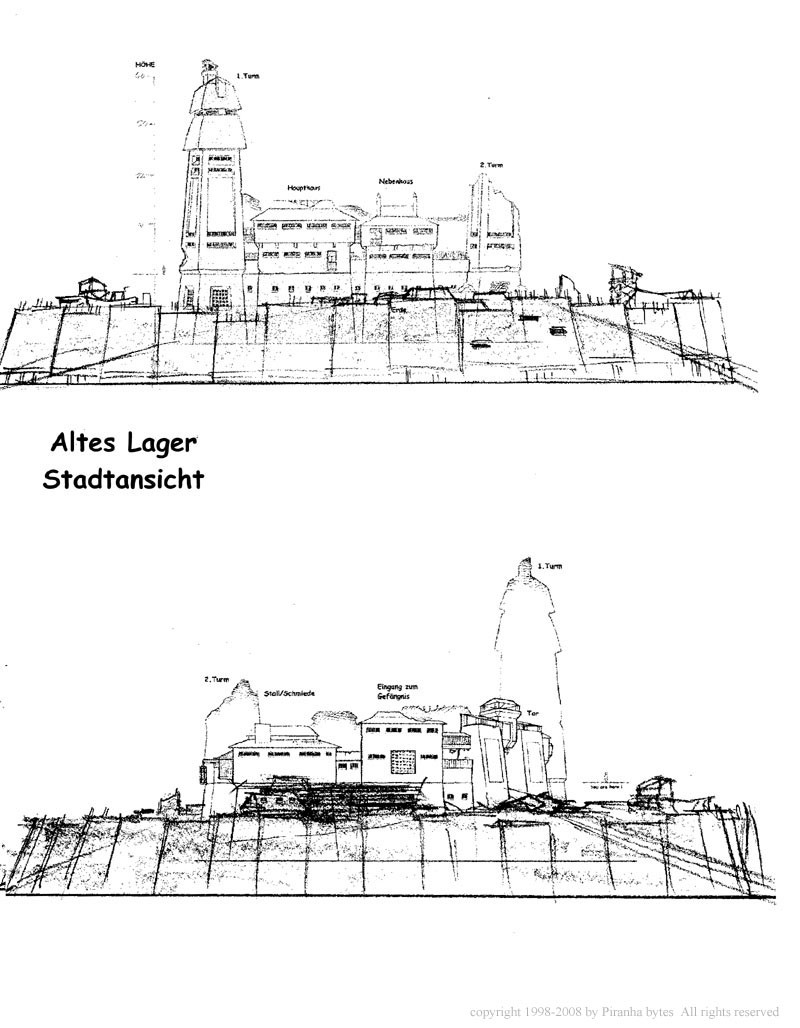 HÖHE
1.Turm
2.Turm
Haupthaus
Nebenhaus
Erde
Altes Lager
Stadtansicht
1.Turm
2.Turm
Stall/Schmiede
Eingang zum
Gefängnis
Tor
You are here !
copyright 1998-2008 by Piranha bytes All rights reserved